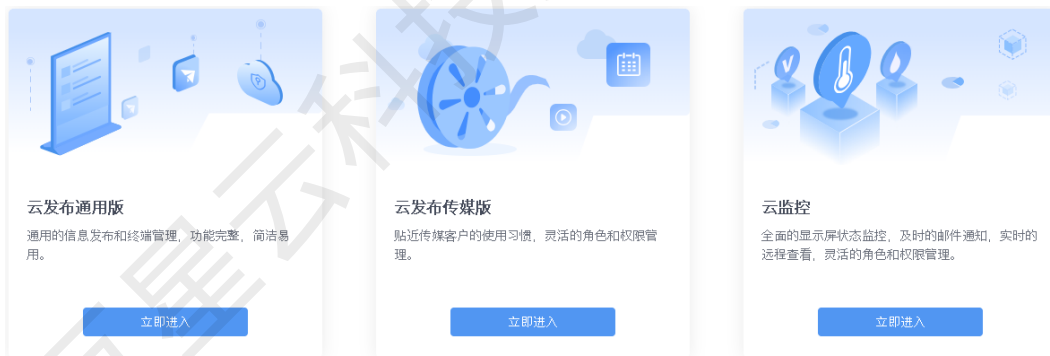 云发布通用版
通用的信息发布和终端管理，功能完整，简洁易
用。
立即进入
云发布传媒版
贴近传媒客户的使用习惯，灵活的角色和权限管
理。
立即进入
云监控
全面的显示屏状态监控，及时的邮件通知，实时的
远程查看，灵活的角色和权限管理。
立即进入
星云科技